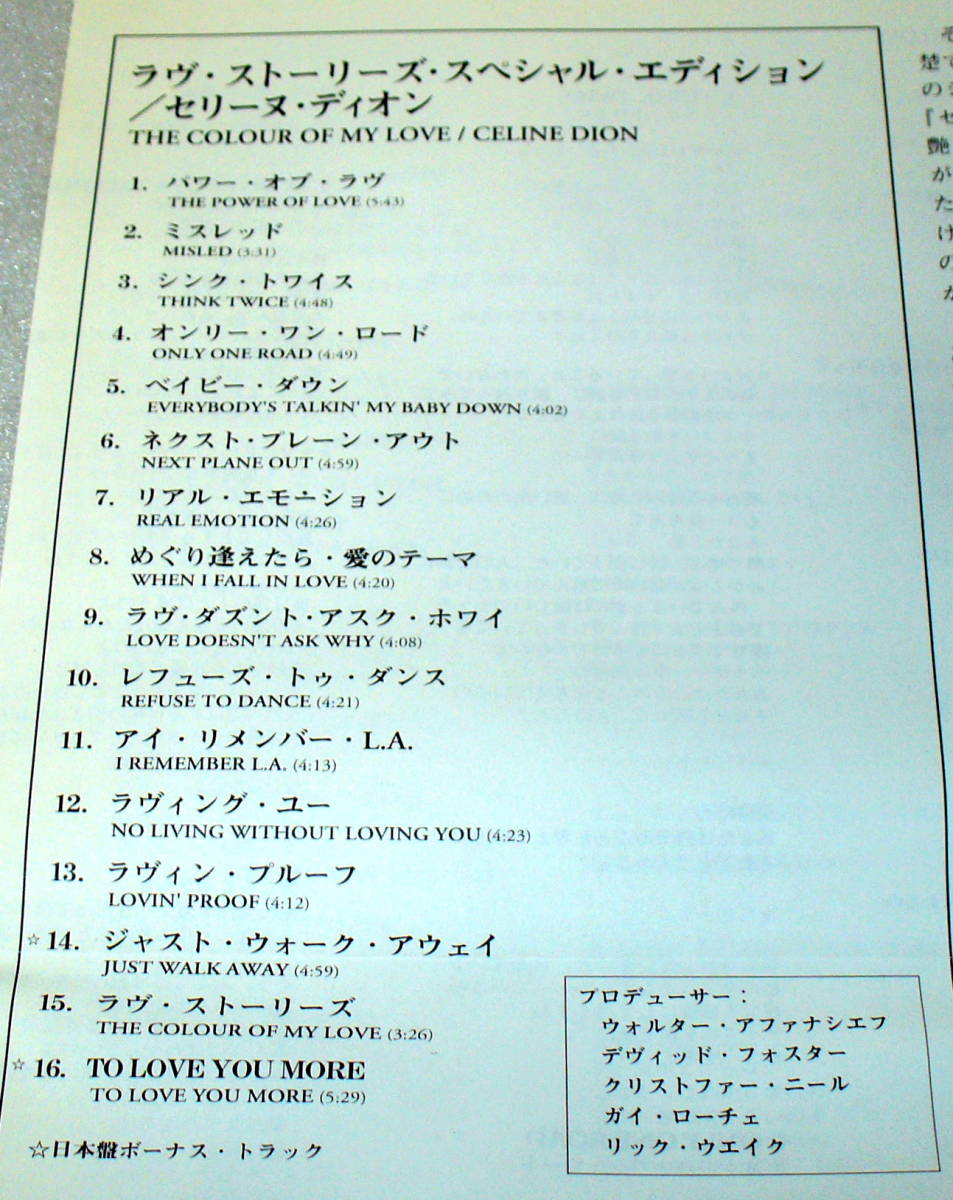 ラヴ・ストーリーズ・スペシャル・エディション
/セリーヌ・ディオン
THE COLOUR OF MY LOVE / CELINE DION
1. パワー・オブ・ラヴ
THE POWER OF LOVE (5:43)
2. ミスレッド
MISLED (3:31)
3. シンク・トワイス
THINK TWICE (4:48)
4. オンリー・ワン・ロード
ONLY ONE ROAD (4:49)
5. ベイビー・ダウン
EVERYBODY'S TALKIN' MY BABY DOWN (4:02)
6. ネクスト・プレーン・アウト
NEXT PLANE OUT (4:59)
7. リアル・エモーション
REAL EMOTION (4:26)
8. めぐり逢えたら・愛のテーマ
WHEN I FALL IN LOVE (4:20)
9. ラヴ・ダズント・アスク・ホワイ
LOVE DOESN'T ASK WHY (4:08)
10. レフューズ・トゥ・ダンス
REFUSE TO DANCE (4:21)
11. アイ・リメンバー・L.A.
I REMEMBER L.A. (4:13)
12. ラヴィング・ユー
NO LIVING WITHOUT LOVING YOU (4:23)
13. ラヴィン・プルーフ
LOVIN' PROOF (4:12)
☆14. ジャスト・ウォーク・アウェイ
JUST WALK AWAY (4:59)
15. ラヴ・ストーリーズ
THE COLOUR OF MY LOVE (3:26)
☆16. TO LOVE YOU MORE
TO LOVE YOU MORE (5:29)
☆日本盤ボーナス・トラック
プロデューサー:
ウォルター・アファナシエフ
デヴィッド・フォスター
クリストファー・ニール
ガイ・ローチェ
リック・ウエイク
そ
楚で
の
『セ
艶
が
た
け
の
か